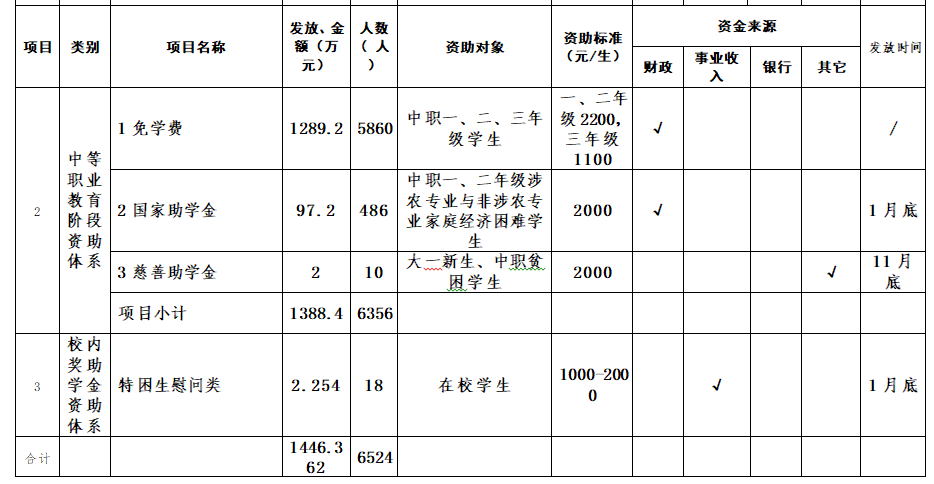 项目 类别 项目名称 发放、金额（万元） 人数（人） 资助对象 资助标准（元/生） 资金来源 发放时间
财政 事业收入 银行 其它
2 中等职业教育阶段资助体系 1 免学费 1289.2 5860 中职一、二、三年级学生 一、二年级 2200，三年级 1100 √ /
2 国家助学金 97.2 486 中职一、二年级涉农专业与非涉农专业家庭经济困难学生 2000 √ 1 月底
3 慈善助学金 2 10 大一新生、中职贫困学生 2000 √ 11 月底
项目小计 1388.4 6356
3 校内奖助学金资助体系 特困生慰问类 2.254 18 在校学生 1000-2000 √ 1 月底
合计 1446.362 6524